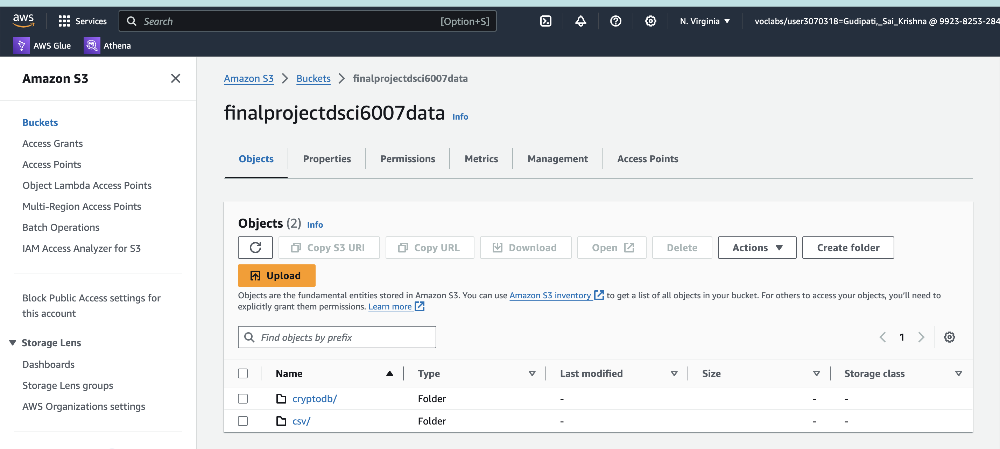 aws
Services
Search
[Option+S]
N. Virginia
voclabs/user3070318=Gudipati,_Sai_Krishna @ 9923-8253-284
AWS Glue
Athena
Amazon S3
Buckets
Access Grants
Access Points
Object Lambda Access Points
Multi-Region Access Points
Batch Operations
IAM Access Analyzer for S3
Block Public Access settings for
this account
Storage Lens
Dashboards
Storage Lens groups
AWS Organizations settings
Amazon S3 > Buckets > finalprojectdsci6007data
finalprojectdsci6007data Info
Objects
Properties
Permissions
Metrics
Management
Access Points
Objects (2) Info
Copy S3 URI
Copy URL
Download
Open
Delete
Actions
Create folder
Upload
Objects are the fundamental entities stored in Amazon S3. You can use Amazon S3 inventory to get a list of all objects in your bucket. For others to access your objects, you’ll need to
explicitly grant them permissions. Learn more
Find objects by prefix
1
Name Type Last modified Size Storage class
cryptodb/ Folder - - -
csv/ Folder - - -